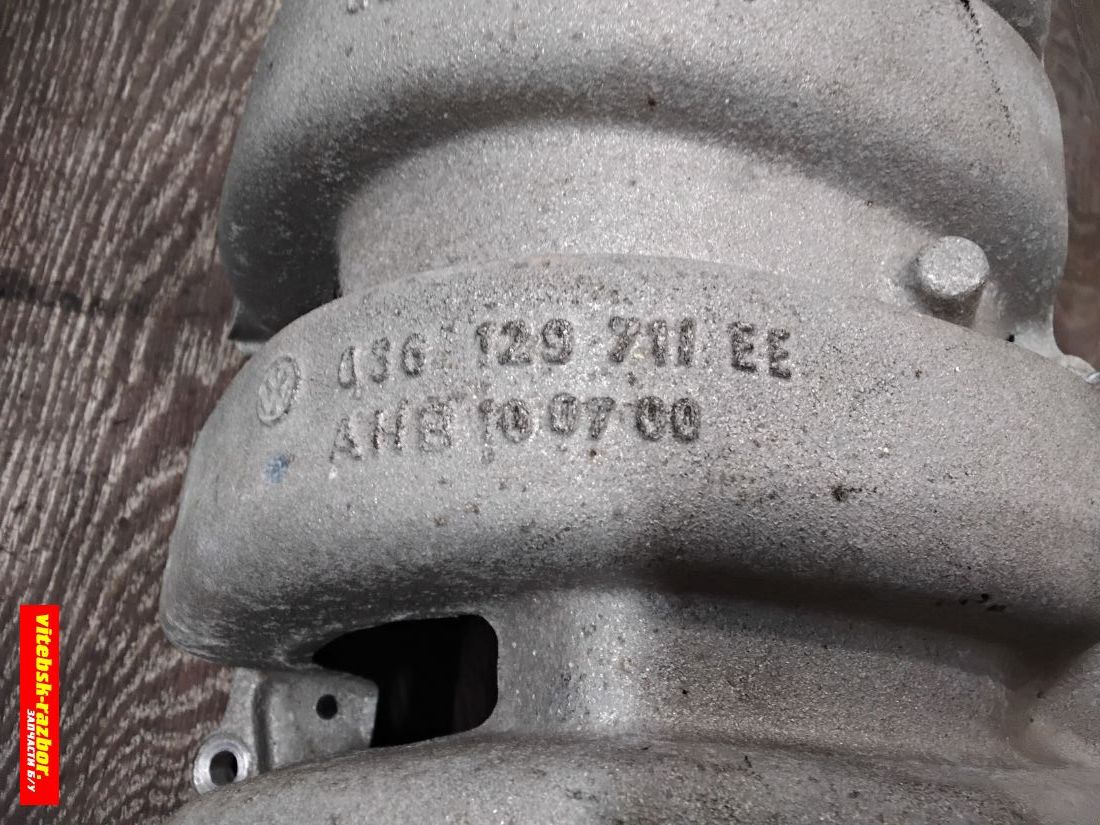 036 129 711 EE
AHB 10 07 00
vitebsk-razbor.
ЗАПЧАСТИ Б/У